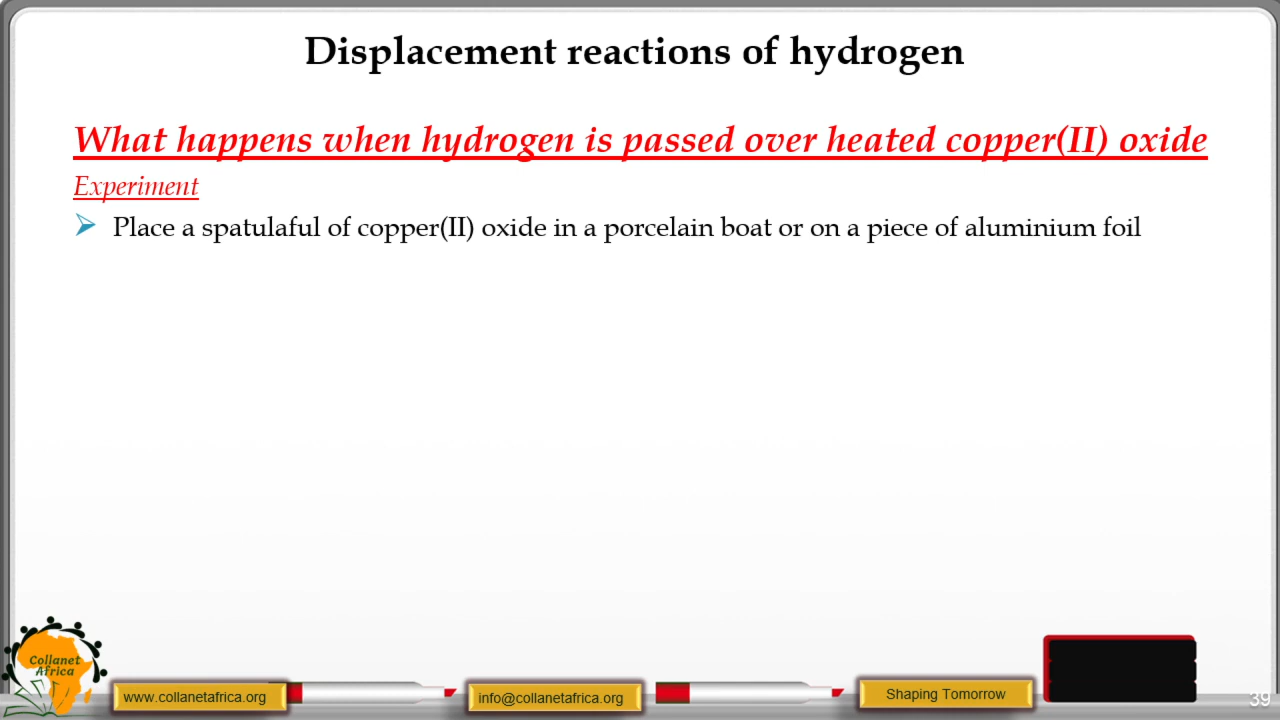 Displacement reactions of hydrogen
What happens when hydrogen is passed over heated copper(II) oxide
Experiment
Place a spatulaful of copper(II) oxide in a porcelain boat or on a piece of aluminium foil
Collanet
Africa
www.collanetafrica.org
info@collanetafrica.org
Shaping Tomorrow
39